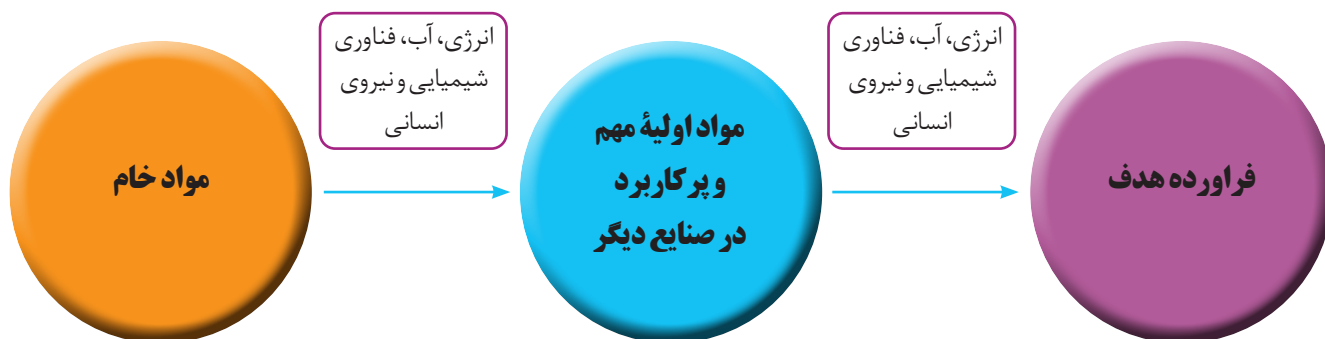 مواد خام
انرژی، آب، فناوری
شیمیایی و نیروی
انسانی
مواد اولیهٔ مهم
و پرکاربرد
در صنایع دیگر
انرژی، آب، فناوری
شیمیایی و نیروی
انسانی
فراورده هدف